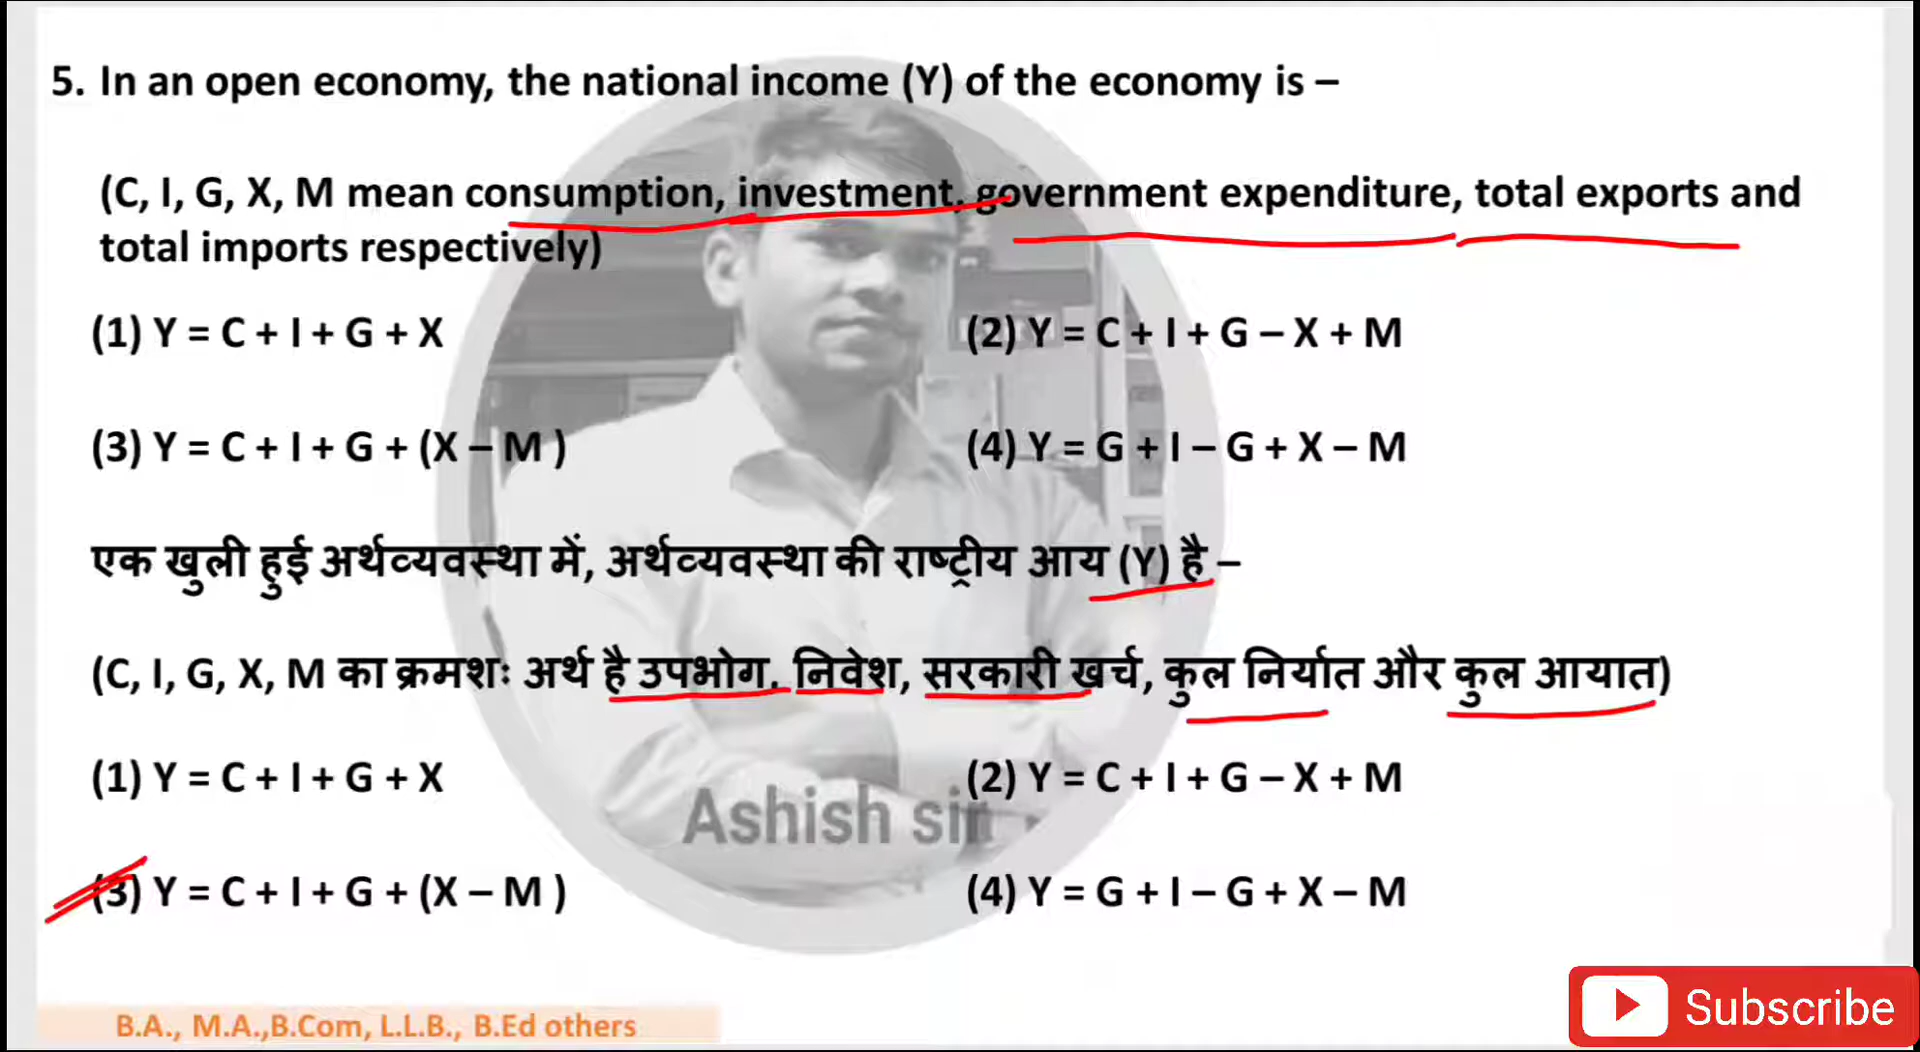 5. In an open economy, the national income (Y) of the economy is –
(C, I, G, X, M mean consumption, investment, government expenditure, total exports and
total imports respectively)
(1) Y = C + I + G + X
(2) Y = C + I + G – X + M
(3) Y = C + I + G + (X – M )
(4) Y = G + I – G + X – M
एक खुली हुई अर्थव्यवस्था में, अर्थव्यवस्था की राष्ट्रीय आय (Y) है –
(C, I, G, X, M का क्रमशः अर्थ है उपभोग, निवेश, सरकारी खर्च, कुल निर्यात और कुल आयात)
(1) Y = C + I + G + X
(2) Y = C + I + G – X + M
Ashish sir
(3) Y = C + I + G + (X – M )
(4) Y = G + I – G + X – M
B.A., M.A.,B.Com, L.L.B., B.Ed others
Subscribe